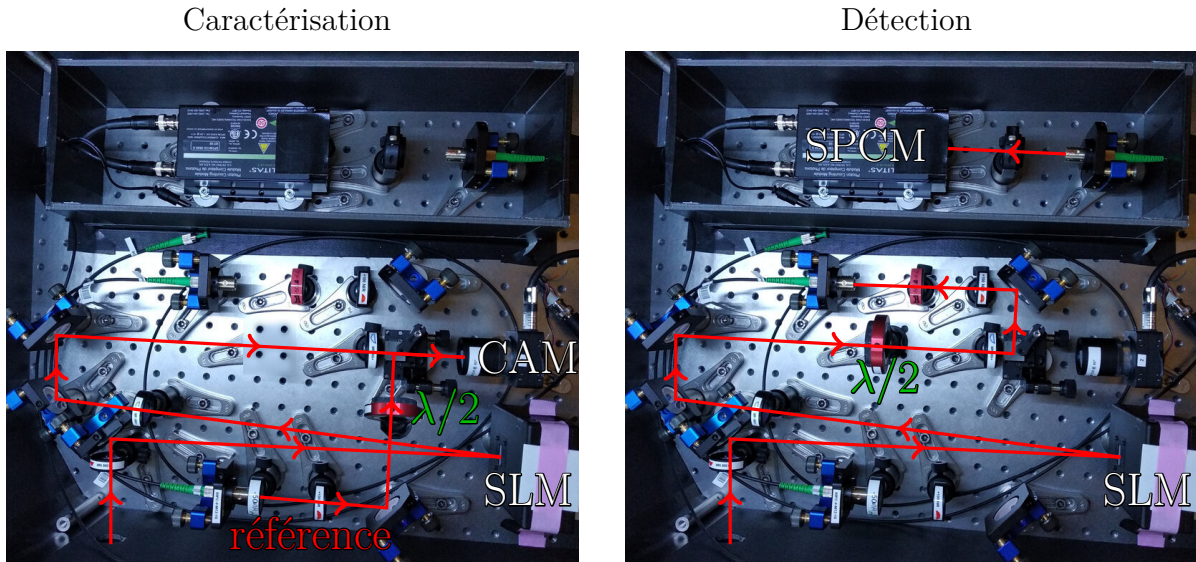 Caractérisation
Détection
SPCM
CAM
λ/2
SLM
référence
λ/2
SLM